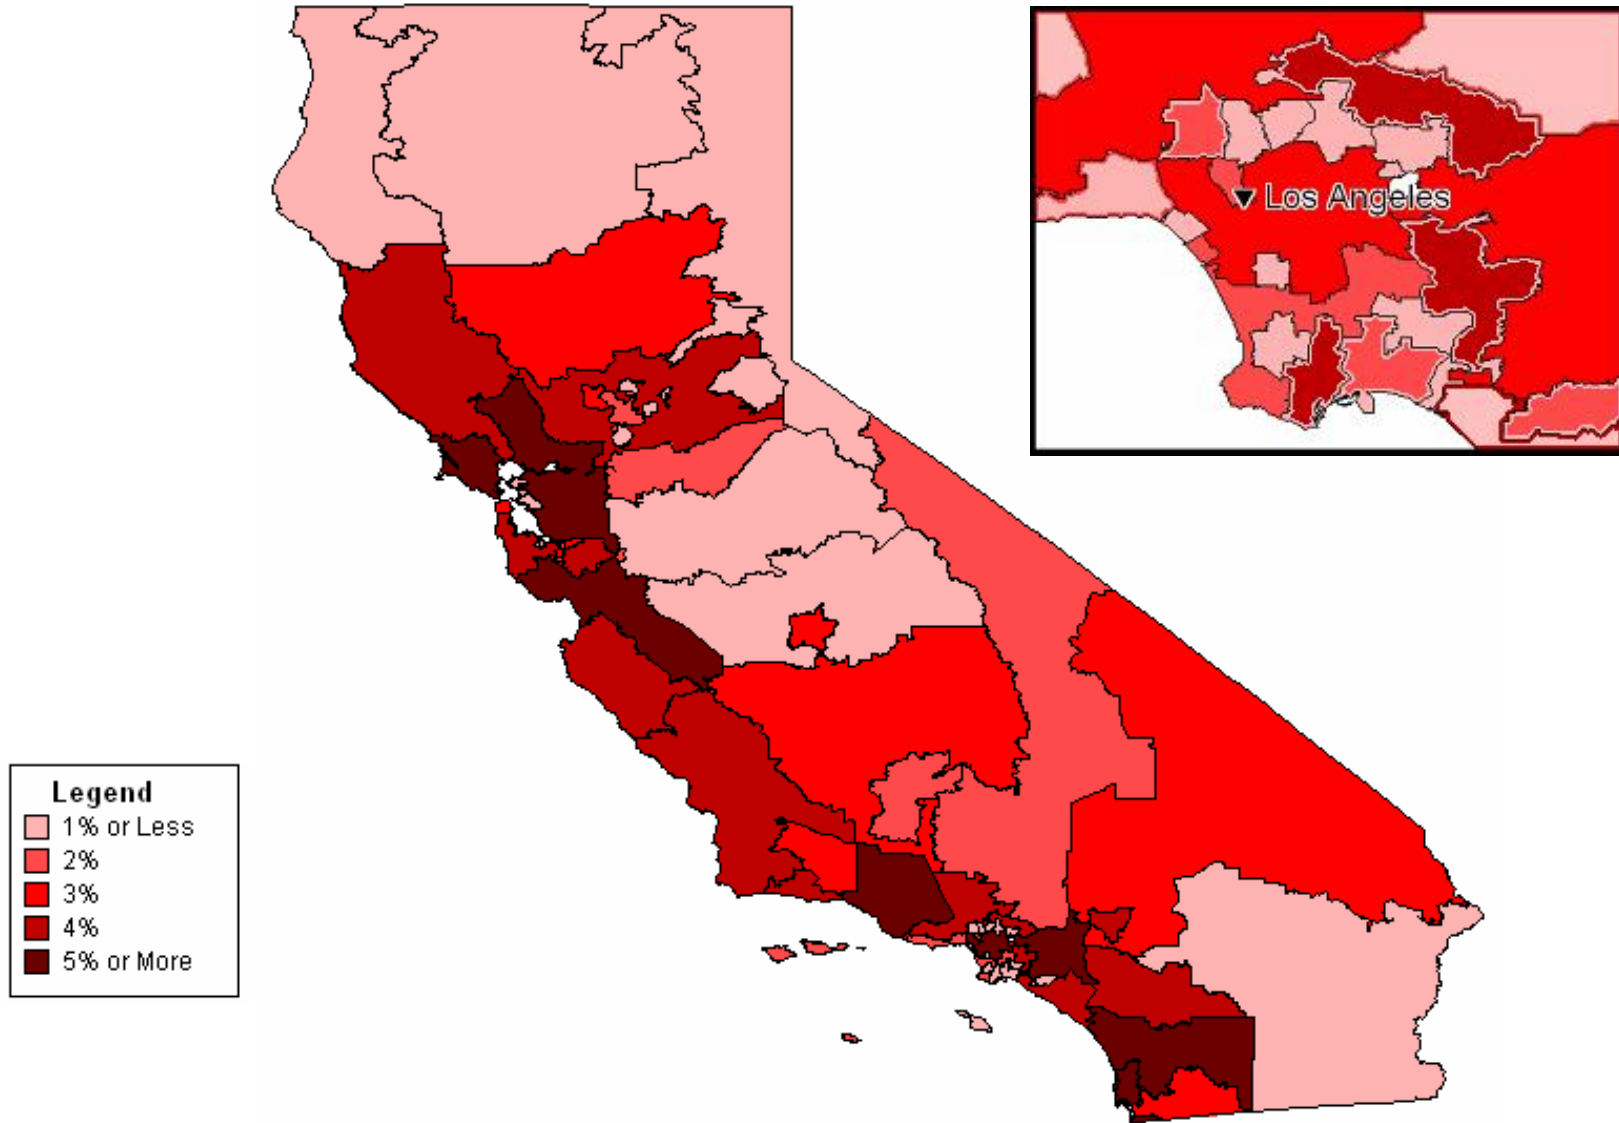 Los Angeles
Legend
1% or Less
2%
3%
4%
5% or More